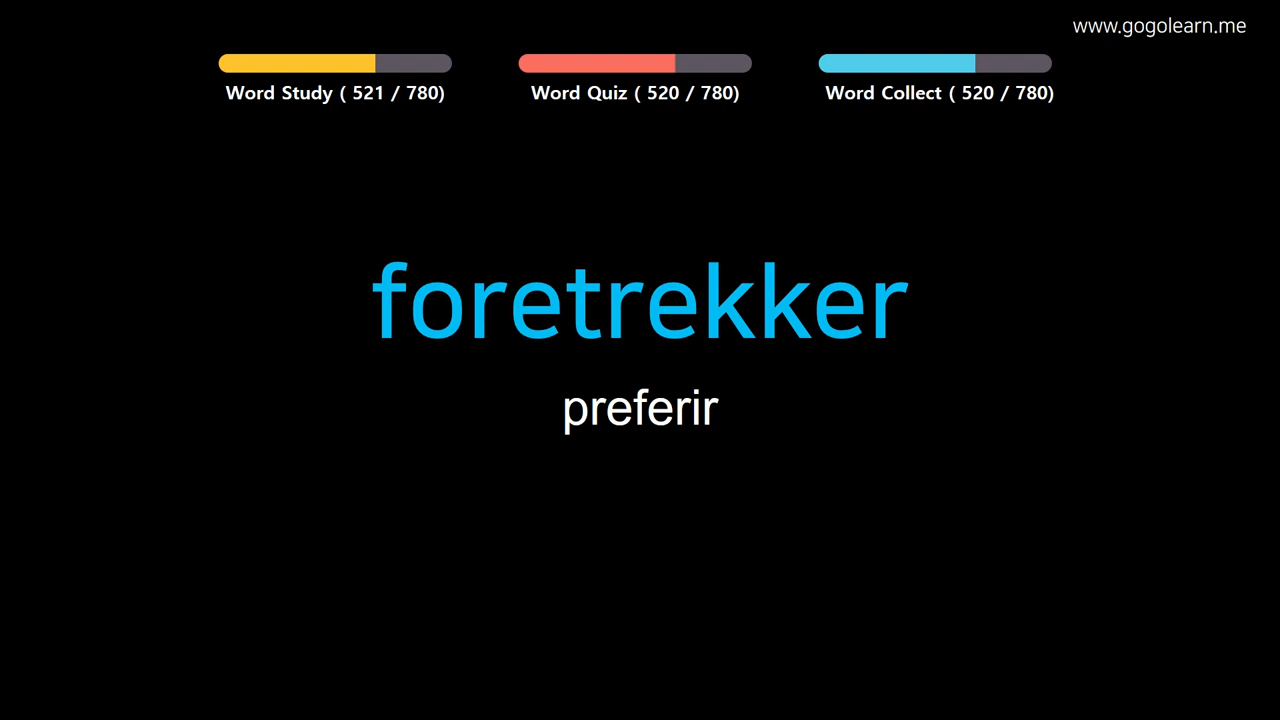 www.gogolearn.me
Word Study ( 521 / 780)
Word Quiz ( 520 / 780)
Word Collect ( 520 / 780)
foretrekker
preferir